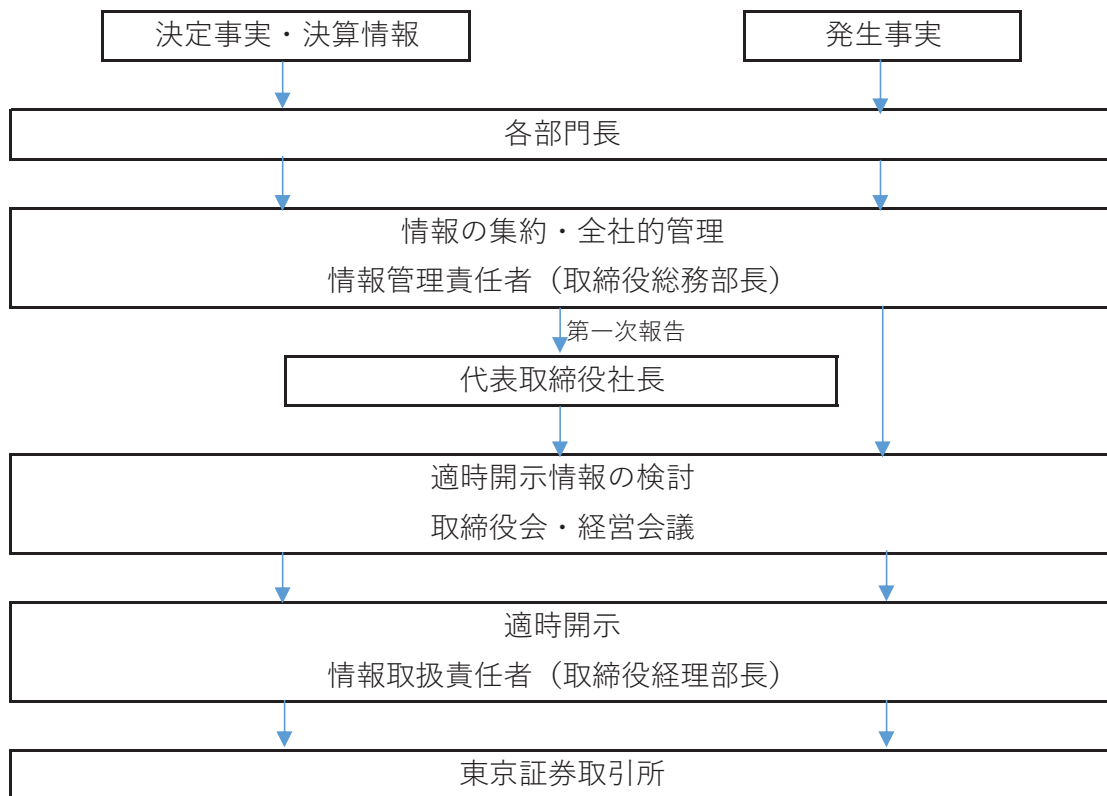 決定事実・決算情報
発生事実
各部門長
情報の集約・全社的管理
情報管理責任者（取締役総務部長）
第一次報告
代表取締役社長
適時開示情報の検討
取締役会・経営会議
適時開示
情報取扱責任者（取締役経理部長）
東京証券取引所